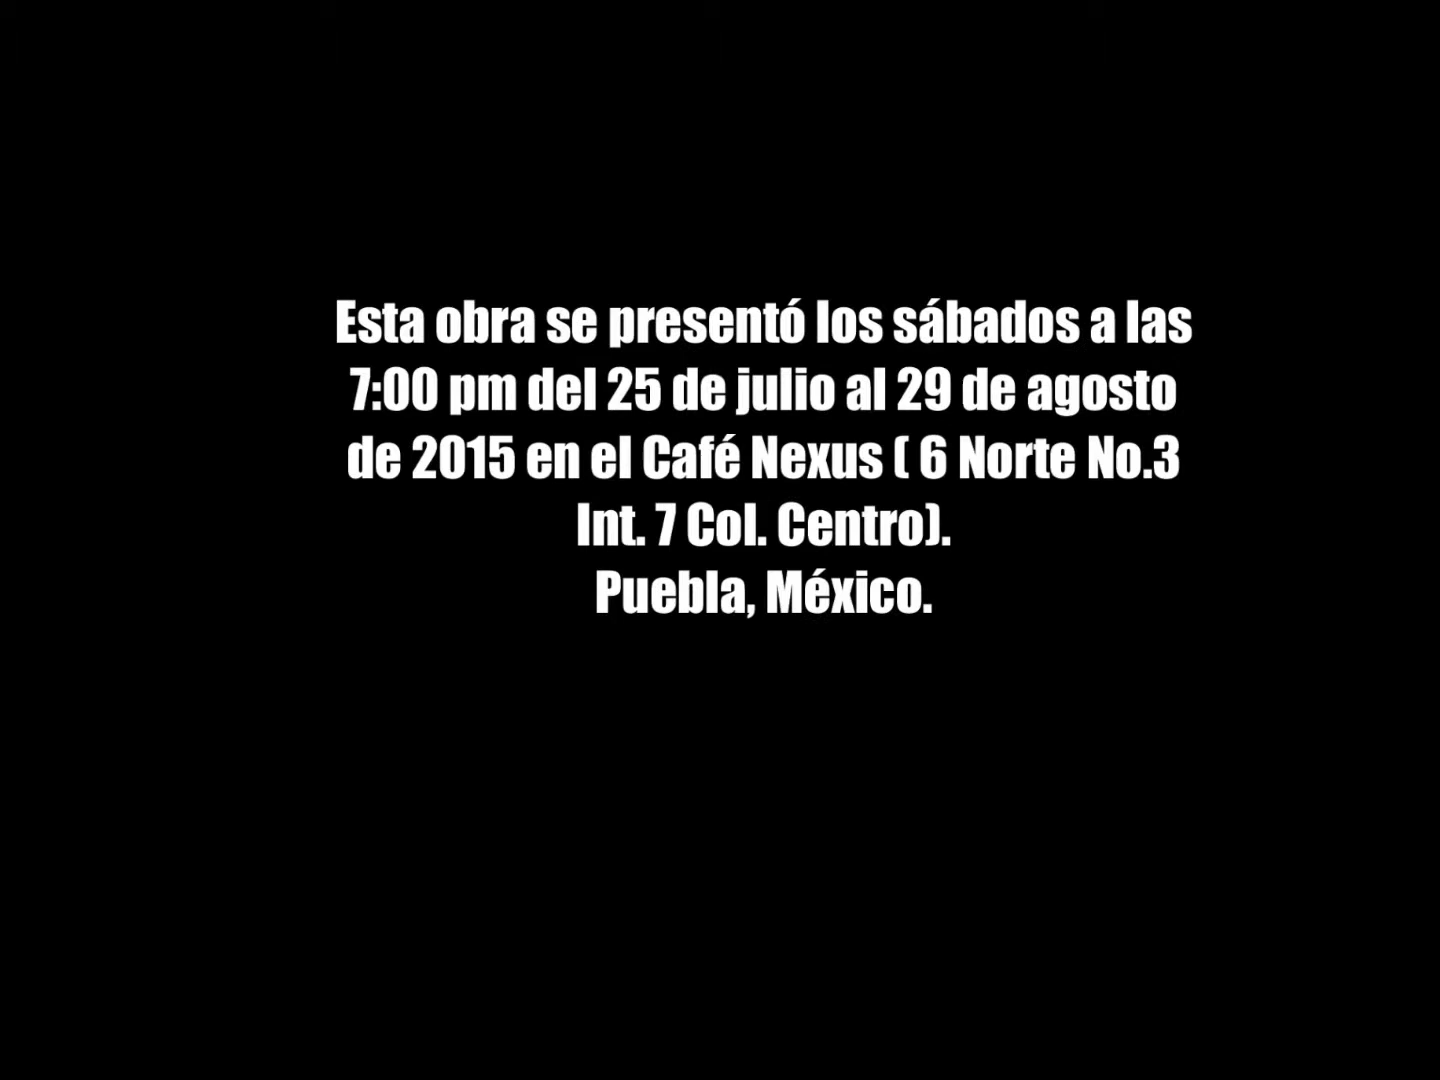 Esta obra se presentó los sábados a las
7:00 pm del 25 de julio al 29 de agosto
de 2015 en el Café Nexus ( 6 Norte No.3
Int. 7 Col. Centro).
Puebla, México.